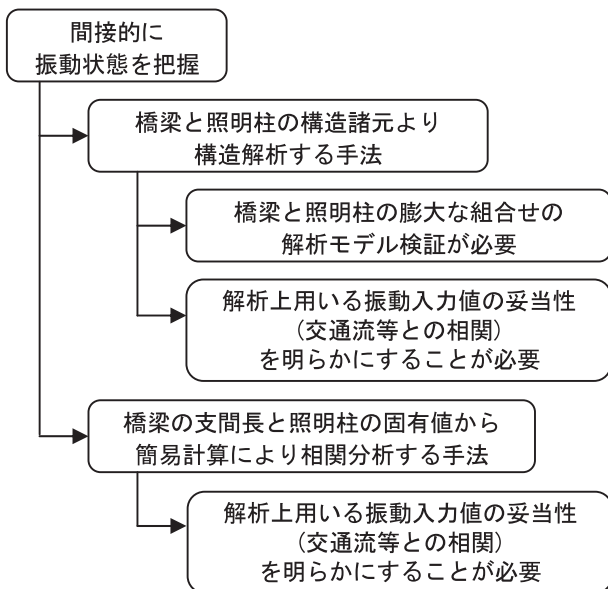 間接的に
振動状態を把握
橋梁と照明柱の構造諸元より
構造解析する手法
橋梁と照明柱の膨大な組合せの
解析モデル検証が必要
解析上用いる振動入力値の妥当性
（交通流等との相関）
を明らかにすることが必要
橋梁の支間長と照明柱の固有値から
簡易計算により相関分析する手法
解析上用いる振動入力値の妥当性
（交通流等との相関）
を明らかにすることが必要